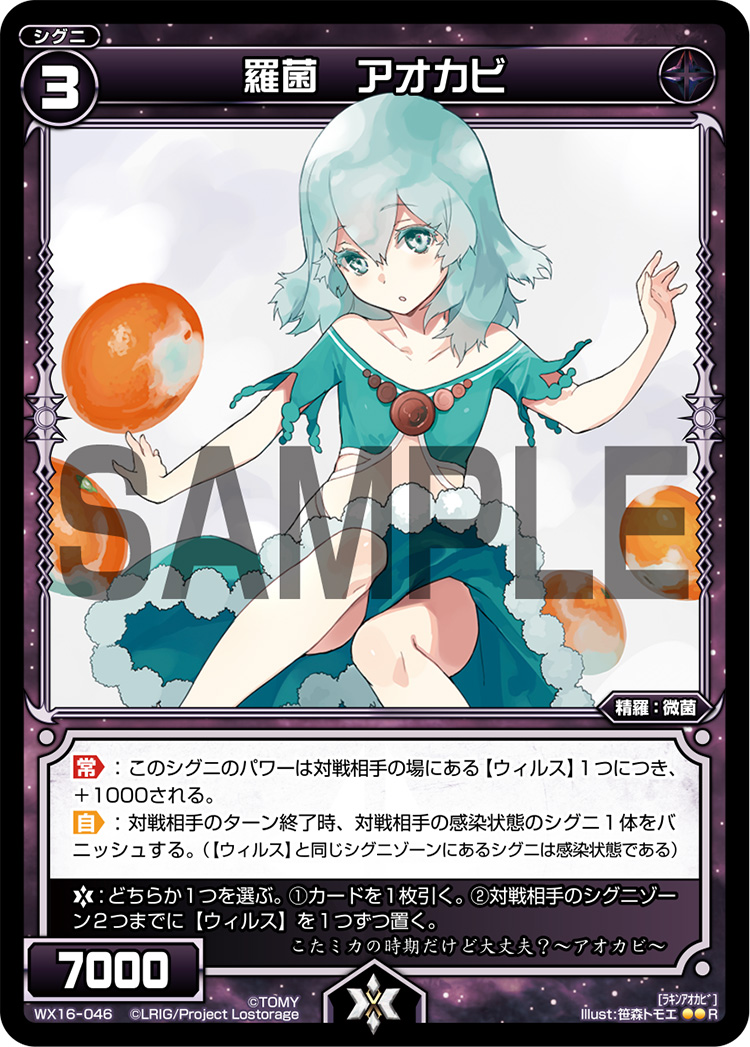 シグニ
3
羅菌　アオカビ
SAMPLE
精羅：微菌
常：このシグニのパワーは対戦相手の場にある【ウィルス】１つにつき、
＋1000される。
自：対戦相手のターン終了時、対戦相手の感染状態のシグニ１体をバ
ニッシュする。（【ウィルス】と同じシグニゾーンにあるシグニは感染状態である）
：どちらか１つを選ぶ。①カードを１枚引く。②対戦相手のシグニゾー
ン２つまでに【ウィルス】を１つずつ置く。
こたミカの時期だけど大丈夫？～アオカビ～
7000
WX16-046 ©LRIG/Project Lostorage
©TOMY
[ﾗｷﾝｱｵｶﾋﾞ]
Illust:笹森トモエ R